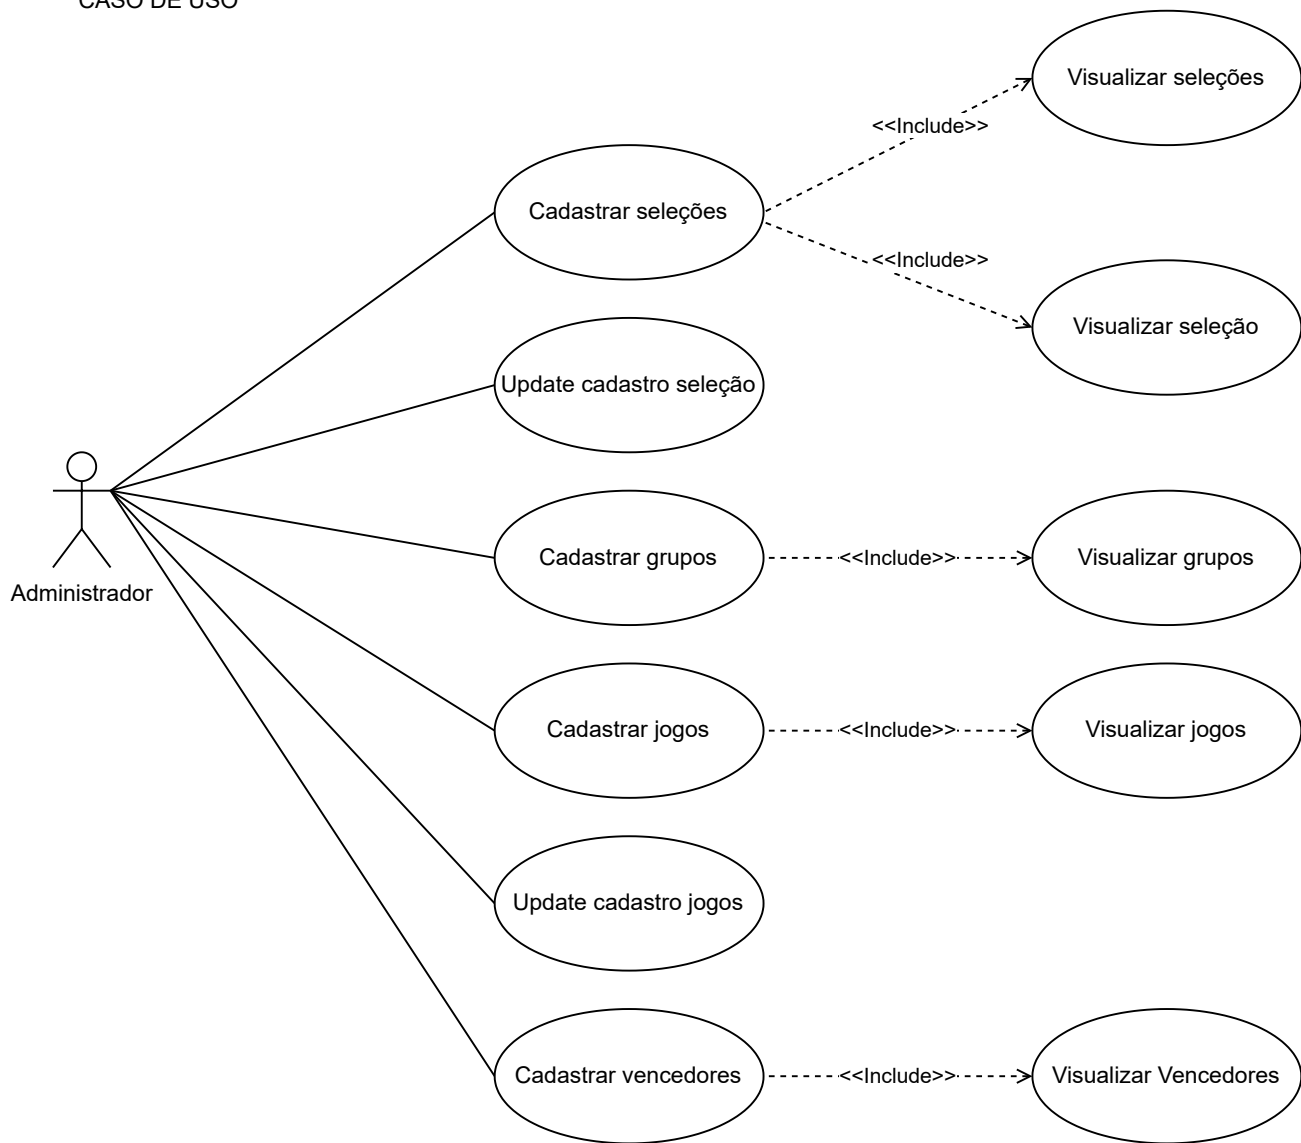 CASO DE USO
Visualizar seleções
<<Include>>
Cadastrar seleções
<<Include>>
Visualizar seleção
Update cadastro seleção
Administrador
Cadastrar grupos
<<Include>>
Visualizar grupos
Cadastrar jogos
<<Include>>
Visualizar jogos
Update cadastro jogos
Cadastrar vencedores
<<Include>>
Visualizar Vencedores